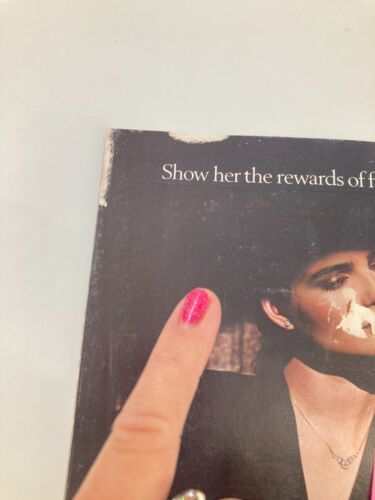 Show her the rewards of f